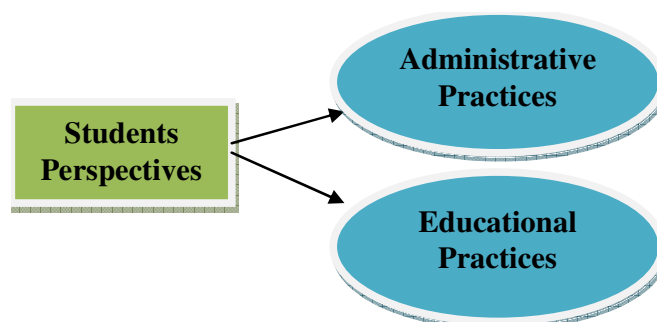 Administrative
Practices
Students
Perspectives
Educational
Practices